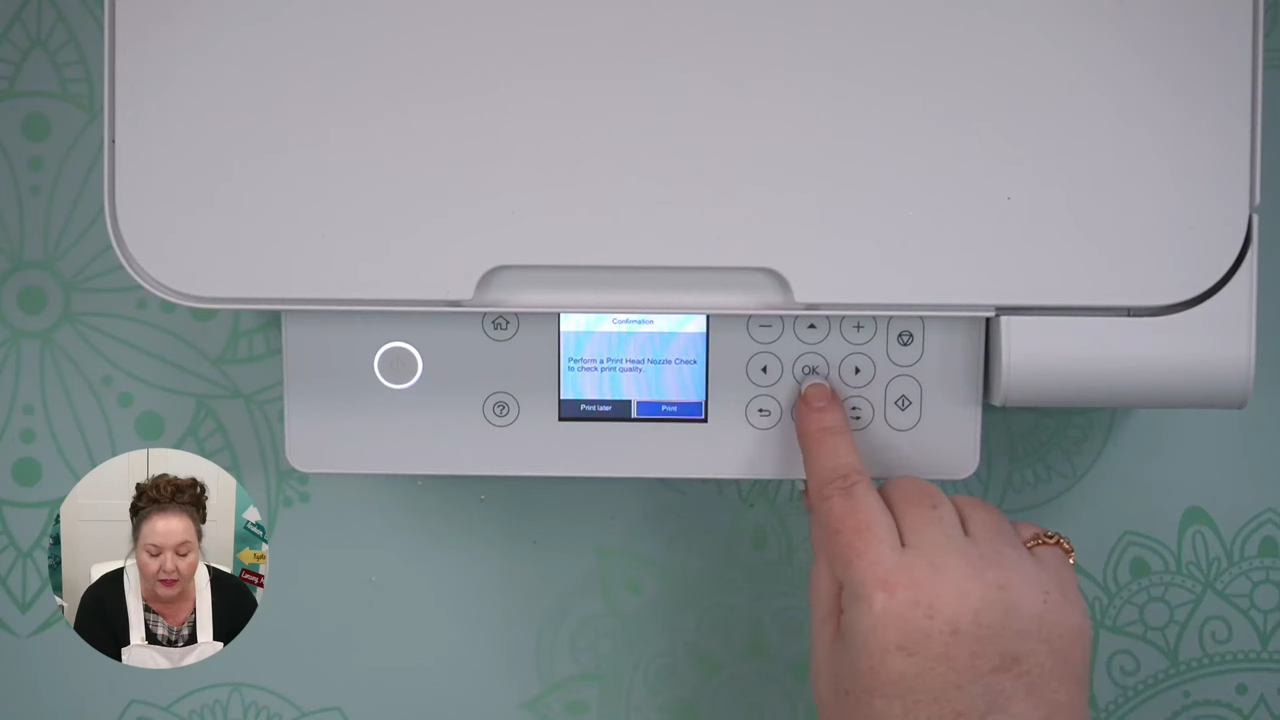 Confirmation
Perform a Print Head Nozzle Check
to check print quality.
Print later
Print
OK